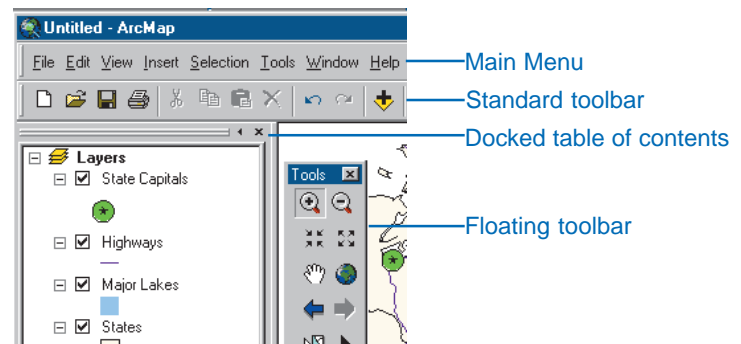 Untitled - ArcMap
File Edit View Insert Selection Tools Window Help
Main Menu
Standard toolbar
Docked table of contents
Layers
State Capitals
Highways
Major Lakes
States
Tools
Floating toolbar